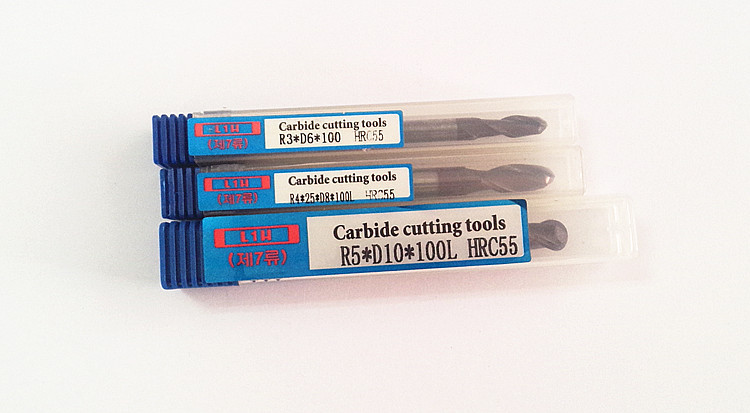 LIH
(제7류)
Carbide cutting tools
R3*D6*100 HRC55
LIH
(제7류)
Carbide cutting tools
R4*25*D8*100L HRC55
LIH
(제7류)
Carbide cutting tools
R5*D10*100L HRC55